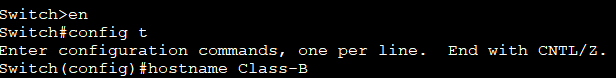 Switch>en
Switch#config t
Enter configuration commands, one per line.  End with CNTL/Z.
Switch(config)#hostname Class-B